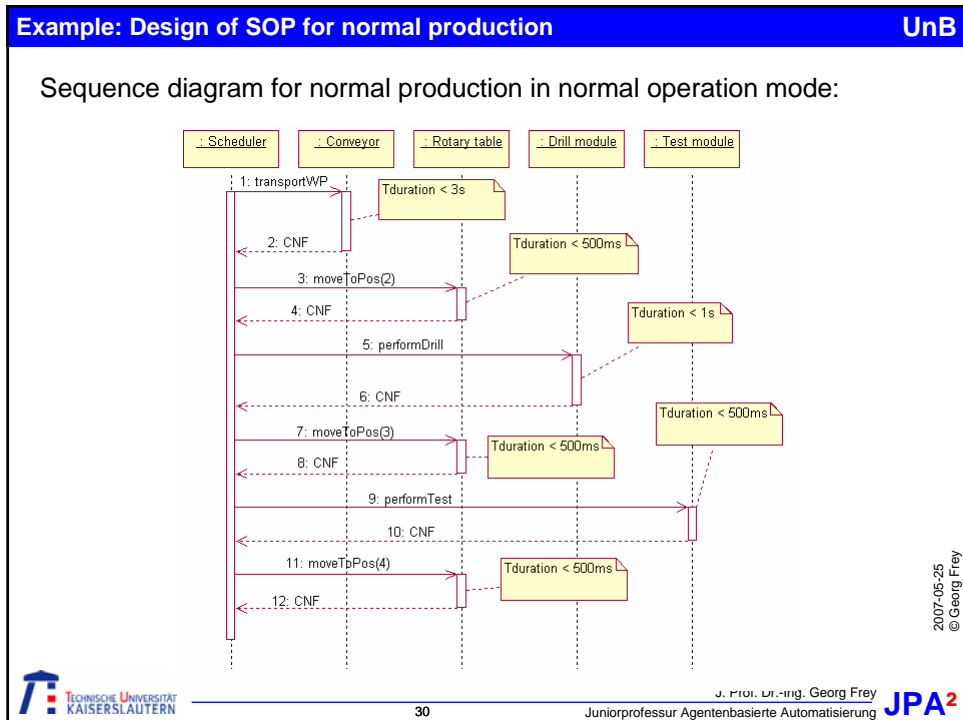 Example: Design of SOP for normal production
UnB
Sequence diagram for normal production in normal operation mode:
: Scheduler
: Conveyor
: Rotary table
: Drill module
: Test module
1: transportWP
Tduration < 3s
2: CNF
Tduration < 500ms
3: moveToPos(2)
4: CNF
Tduration < 1s
5: performDrill
6: CNF
Tduration < 500ms
7: moveToPos(3)
Tduration < 500ms
8: CNF
9: performTest
10: CNF
11: moveToPos(4)
Tduration < 500ms
12: CNF
2007-05-25
© Georg Frey
TECHNISCHE UNIVERSITÄT
KAISERSLAUTERN
30
J. Prof. Dr.-Ing. Georg Frey
Juniorprofessur Agentenbasierte Automatisierung
JPA²